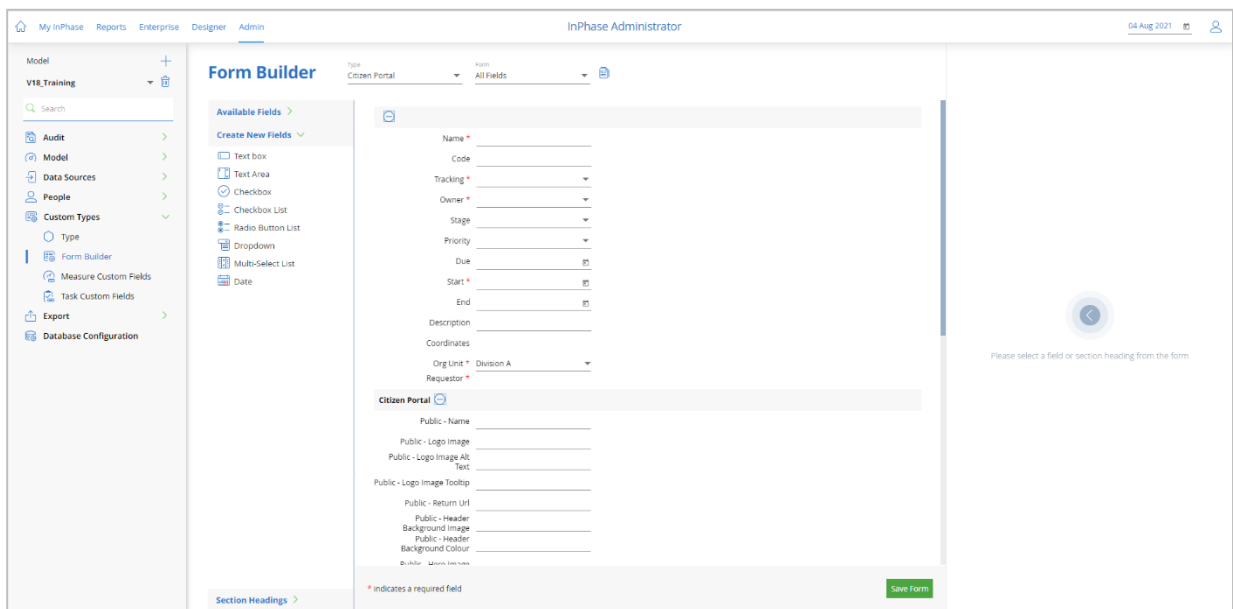 My InPhase Reports Enterprise Designer Admin
InPhase Administrator
04 Aug 2021
Model
V18_Training
Search
Audit
Model
Data Sources
People
Custom Types
Type
Form Builder
Measure Custom Fields
Task Custom Fields
Export
Database Configuration
Form Builder
Type
Citizen Portal
Form
All Fields
Available Fields
Create New Fields
Text box
Text Area
Checkbox
Checkbox List
Radio Button List
Dropdown
Multi-Select List
Date
Section Headings
Name *
Code
Tracking *
Owner *
Stage
Priority
Due
Start *
End
Description
Coordinates
Org Unit * Division A
Requestor *
Citizen Portal
Public - Name
Public - Logo Image
Public - Logo Image Alt
Text
Public - Logo Image Tooltip
Public - Return Url
Public - Header
Background Image
Public - Header
Background Colour
Public - Hero Image
* indicates a required field
Save Form
Please select a field or section heading from the form